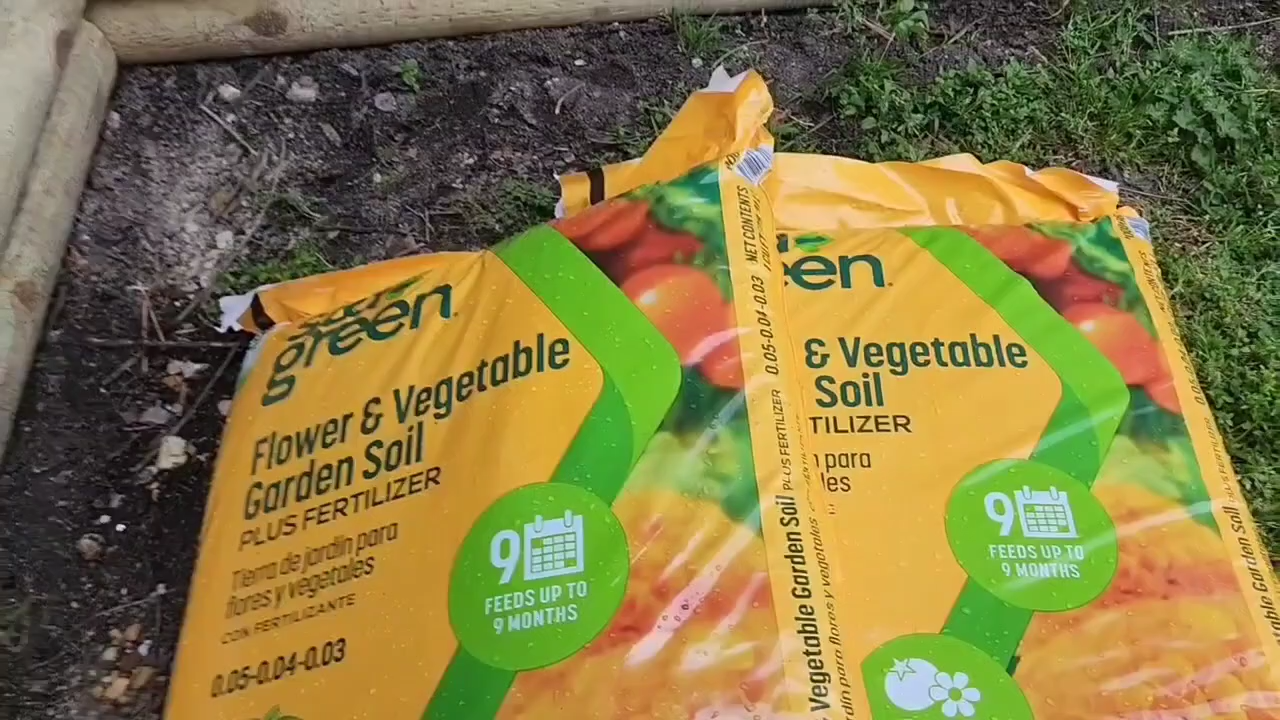 green
Flower & Vegetable
Garden Soil
PLUS FERTILIZER
Tierra de jardín para
flores y vegetales
CON FERTILIZANTE
0.05-0.04-0.03
9
FEEDS UP TO
9 MONTHS
Vegetable Garden Soil PLUS FERTILIZER 0.05-0.04-0.03 NET CONTENTS
& Vegetable
Soil
TILIZER
para
9
FEEDS UP TO
9 MONTHS